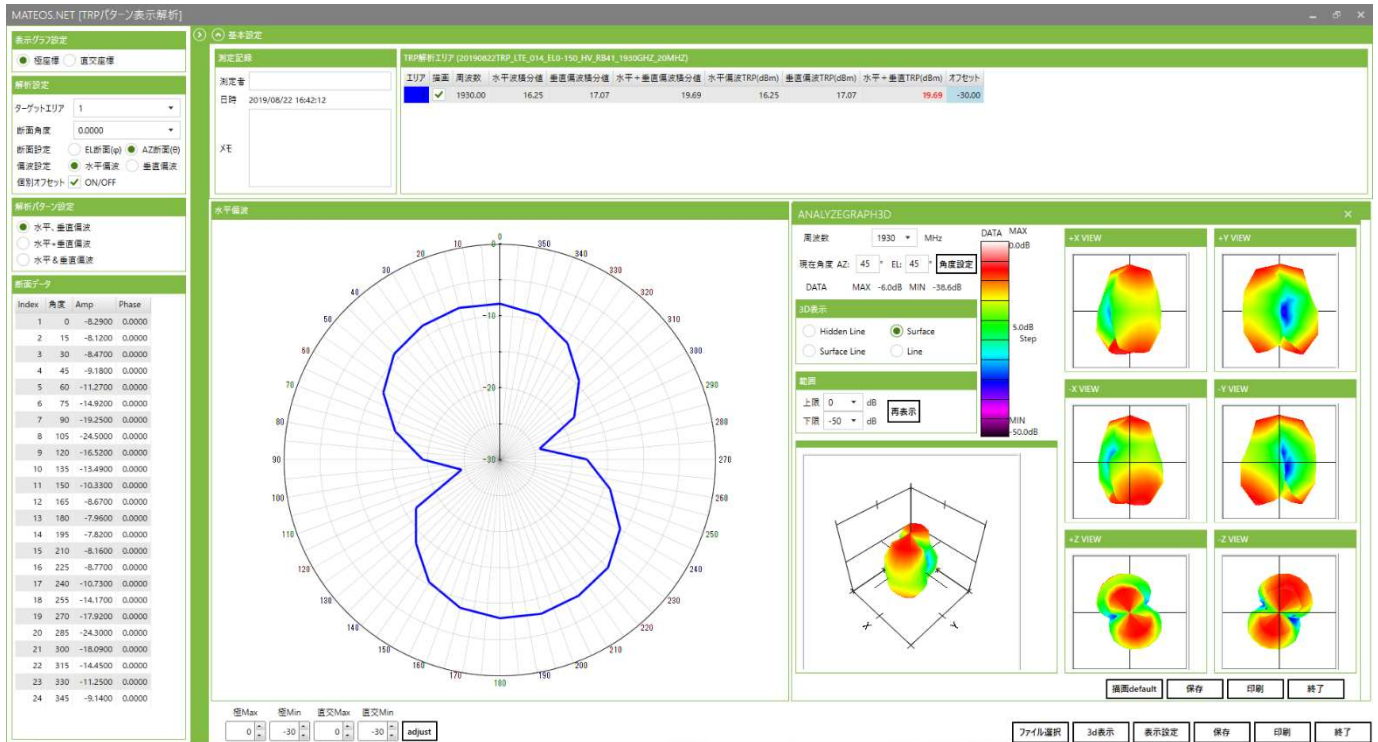 MATEOS.NET [TRPパターン表示解析]
表示グラフ設定
極座標 直交座標
解析設定
ターゲットエリア 1
断面角度 0.0000
断面設定 EL断面(φ) AZ断面(θ)
偏波設定 水平偏波 垂直偏波
個別オフセット ON/OFF
解析パターン設定
水平、垂直偏波
水平+垂直偏波
水平&垂直偏波
断面データ
Index 角度 Amp Phase
1 0 -8.2900 0.0000
2 15 -8.1200 0.0000
3 30 -8.4700 0.0000
4 45 -9.1800 0.0000
5 60 -11.2700 0.0000
6 75 -14.9200 0.0000
7 90 -19.2500 0.0000
8 105 -24.5000 0.0000
9 120 -16.5200 0.0000
10 135 -13.4900 0.0000
11 150 -10.3300 0.0000
12 165 -8.6700 0.0000
13 180 -7.9600 0.0000
14 195 -7.8200 0.0000
15 210 -8.1600 0.0000
16 225 -8.7700 0.0000
17 240 -10.7300 0.0000
18 255 -14.1700 0.0000
19 270 -17.9200 0.0000
20 285 -24.3000 0.0000
21 300 -18.0900 0.0000
22 315 -14.4500 0.0000
23 330 -11.2500 0.0000
24 345 -9.1400 0.0000
基本設定
測定記録
測定者
日時 2019/08/22 16:42:12
メモ
TRP解析エリア (20190822TRP_LTE_014_EL0-150_HV_RB41_1930GHZ_20MHZ)
エリア 描画 周波数 水平波積分値 垂直偏波積分値 水平+垂直偏波積分値 水平偏波TRP(dBm) 垂直偏波TRP(dBm) 水平+垂直TRP(dBm) オフセット
1930.00 16.25 17.07 19.69 16.25 17.07 19.69 -30.00
水平偏波
0
10 350
20 340
30 330
40 320
50 310
60 300
70 290
80 280
90 270
100 260
110 250
120 240
130 230
140 220
150 210
160 200
170 190
180
0
-10
-20
-30
極Max 極Min 直交Max 直交Min
0 -30 0 -30 adjust
ANALYZEGRAPH3D
周波数 1930 MHz
現在角度 AZ: 45 ° EL: 45 ° 角度設定
DATA MAX -6.0dB MIN -38.6dB
3D表示
Hidden Line Surface
Surface Line Line
範囲
上限 0 dB
下限 -50 dB
再表示
DATA MAX
0.0dB
5.0dB
Step
MIN
-50.0dB
X Y
+X VIEW +Y VIEW
-X VIEW -Y VIEW
+Z VIEW -Z VIEW
描画default 保存 印刷 終了
ファイル選択 3d表示 表示設定 保存 印刷 終了